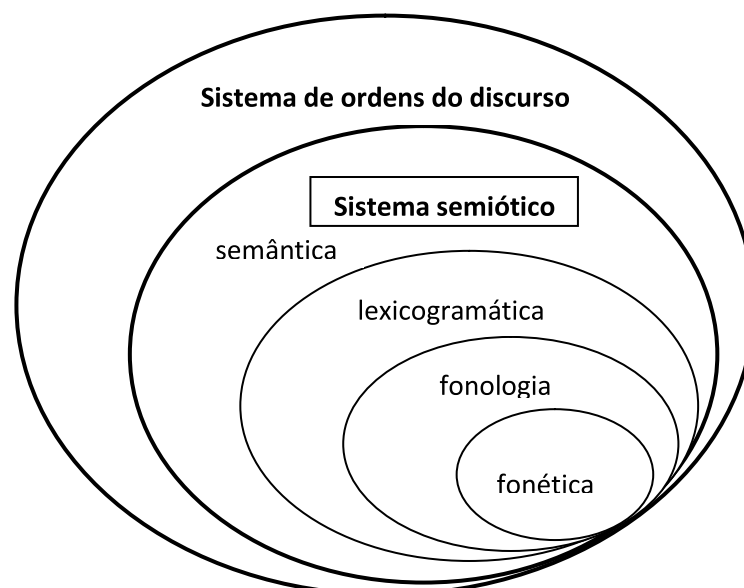 Sistema de ordens do discurso
Sistema semiótico
semântica
lexicogramática
fonologia
fonética